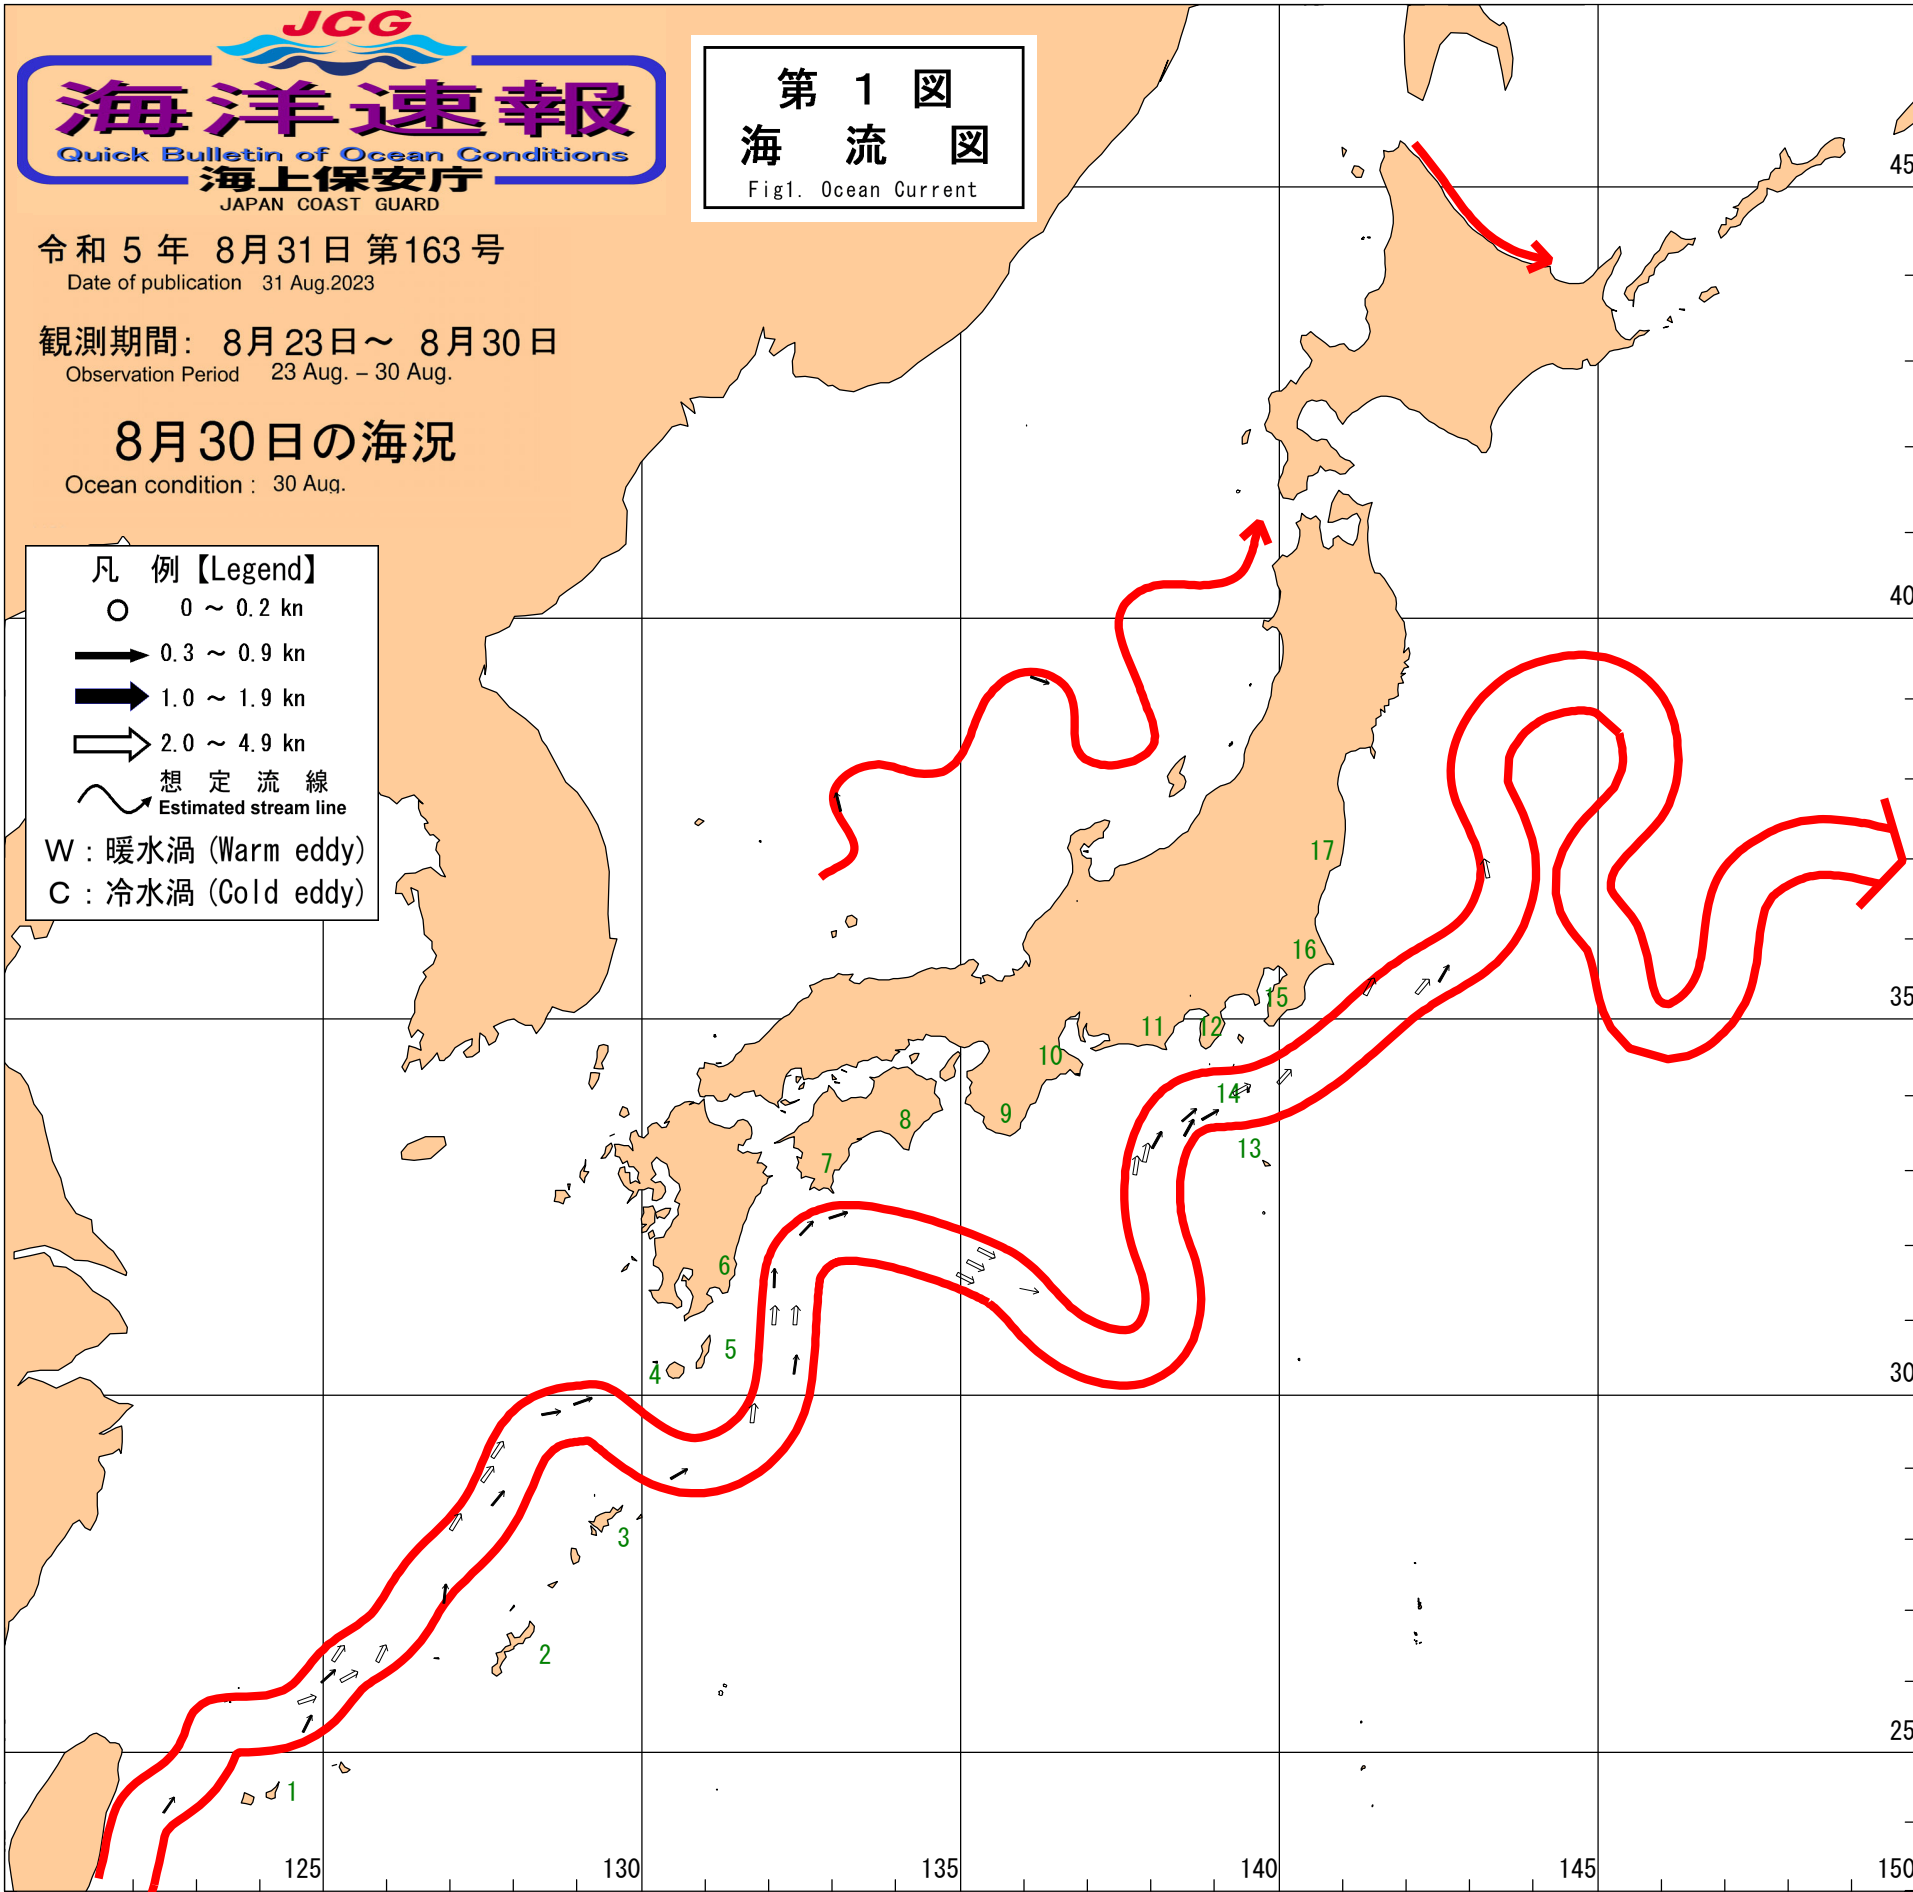 JCG
海洋速報
Quick Bulletin of Ocean Conditions
海上保安庁
JAPAN COAST GUARD
第 1 図
海 流 図
Fig1. Ocean Current
令和 5 年 8月31日 第163号
Date of publication 31 Aug.2023
観測期間: 8月23日～ 8月30日
Observation Period 23 Aug. – 30 Aug.
8月30日の海況
Ocean condition : 30 Aug.
凡 例【Legend】
0 ～ 0.2 kn
0.3 ～ 0.9 kn
1.0 ～ 1.9 kn
2.0 ～ 4.9 kn
想 定 流 線
Estimated stream line
W : 暖水渦 (Warm eddy)
C : 冷水渦 (Cold eddy)
45
40
17
16
35
15
11
12
10
14
9
8
13
7
6
5
4
30
3
2
25
1
125
130
135
140
145
150